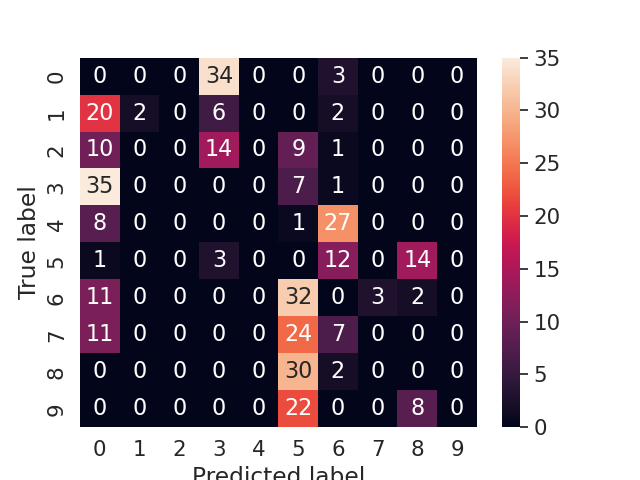 0 0 0 0 34 0 0 3 0 0 0 35
1 20 2 0 6 0 0 2 0 0 0 30
2 10 0 0 14 0 9 1 0 0 0 25
3 35 0 0 0 0 7 1 0 0 0 20
4 8 0 0 0 0 1 27 0 0 0 15
5 1 0 0 3 0 0 12 0 14 0 10
6 11 0 0 0 0 32 0 3 2 0 5
7 11 0 0 0 0 24 7 0 0 0 0
8 0 0 0 0 0 30 2 0 0 0
9 0 0 0 0 0 22 0 0 8 0
True label
0 1 2 3 4 5 6 7 8 9
Predicted label